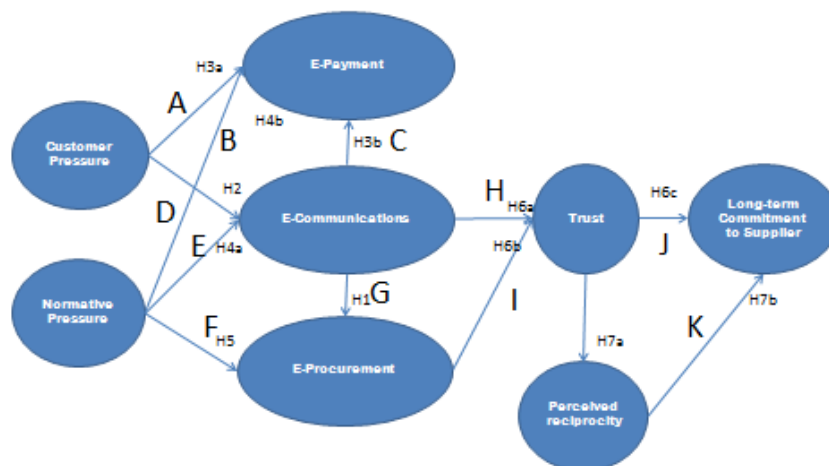 E-Payment
H3a
A
H4b
B
H3b
C
Customer
Pressure
H2
D
E-Communications
H
H6a
Trust
H6c
Long-term
Commitment
to Supplier
E
H4a
H6b
J
Normative
Pressure
F
H5
H1
G
I
H7b
E-Procurement
K
H7a
Perceived
reciprocity